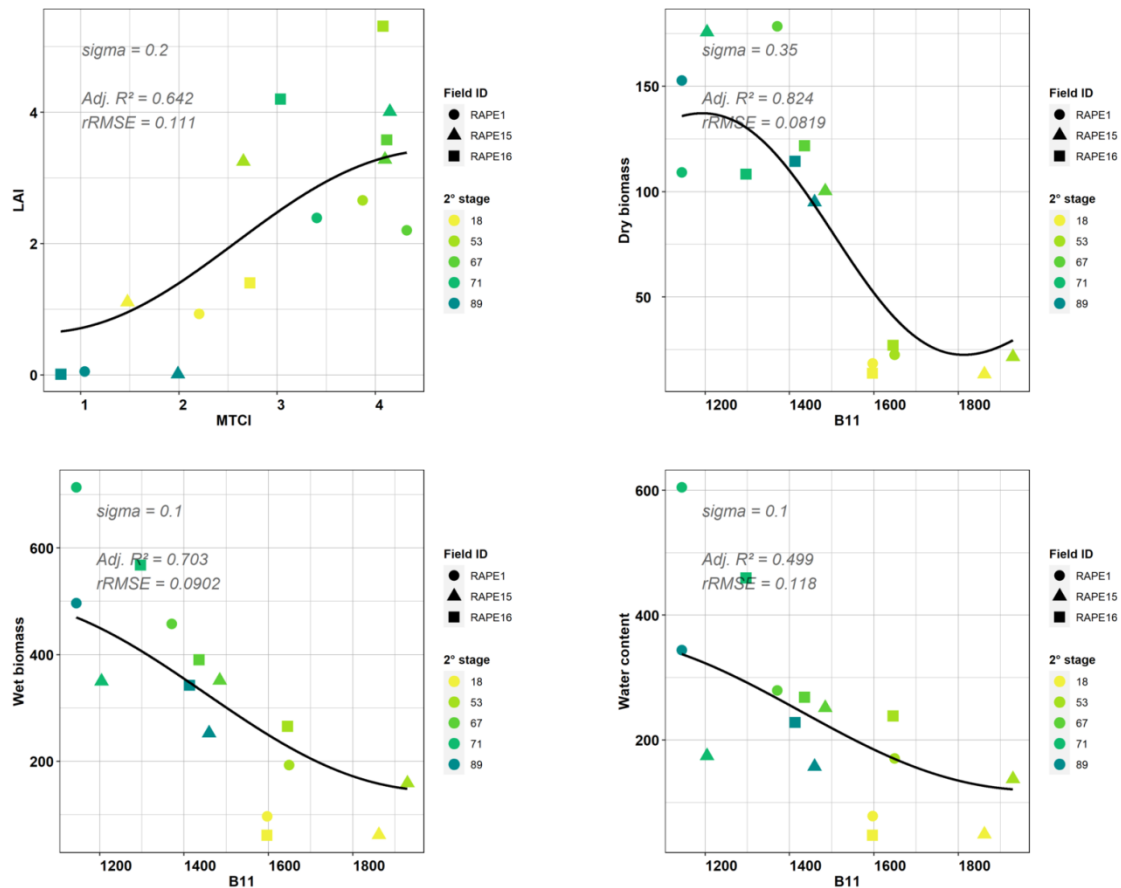 sigma = 0.2
Adj. R² = 0.642
rRMSE = 0.111
LAI
4
2
0
1 2 3 4
MTCI
Field ID
RAPE1
RAPE15
RAPE16
2° stage
18
53
67
71
89
sigma = 0.35
Adj. R² = 0.824
rRMSE = 0.0819
Dry biomass
150
100
50
1200 1400 1600 1800
B11
Field ID
RAPE1
RAPE15
RAPE16
2° stage
18
53
67
71
89
sigma = 0.1
Adj. R² = 0.703
rRMSE = 0.0902
Wet biomass
600
400
200
1200 1400 1600 1800
B11
Field ID
RAPE1
RAPE15
RAPE16
2° stage
18
53
67
71
89
sigma = 0.1
Adj. R² = 0.499
rRMSE = 0.118
Water content
600
400
200
1200 1400 1600 1800
B11
Field ID
RAPE1
RAPE15
RAPE16
2° stage
18
53
67
71
89